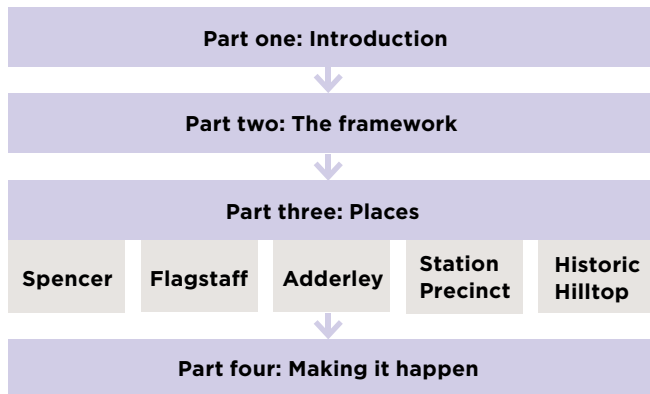 Part one: Introduction
Part two: The framework
Part three: Places
Spencer
Flagstaff
Adderley
Station
Precinct
Historic
Hilltop
Part four: Making it happen